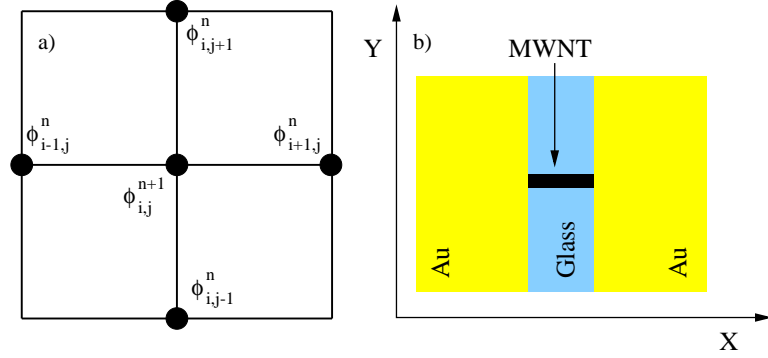 a)
ϕ^n_{i,j+1}
ϕ^n_{i-1,j}
ϕ^n_{i+1,j}
ϕ^{n+1}_{i,j}
ϕ^n_{i,j-1}
b)
Y
MWNT
Au
Glass
Au
X